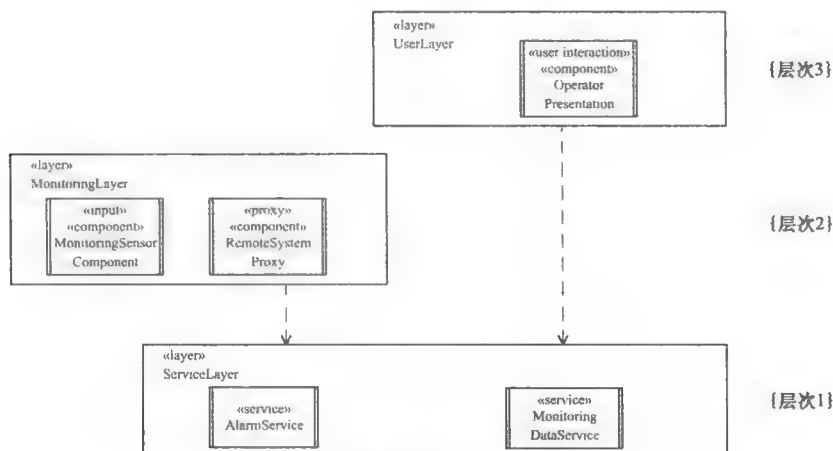 «layer»
UserLayer
«user interaction»
«component»
Operator
Presentation
{层次3}
«layer»
MonitoringLayer
«input»
«component»
MonitoringSensor
Component
«proxy»
«component»
RemoteSystem
Proxy
{层次2}
«layer»
ServiceLayer
«service»
AlarmService
«service»
Monitoring
DataService
{层次1}